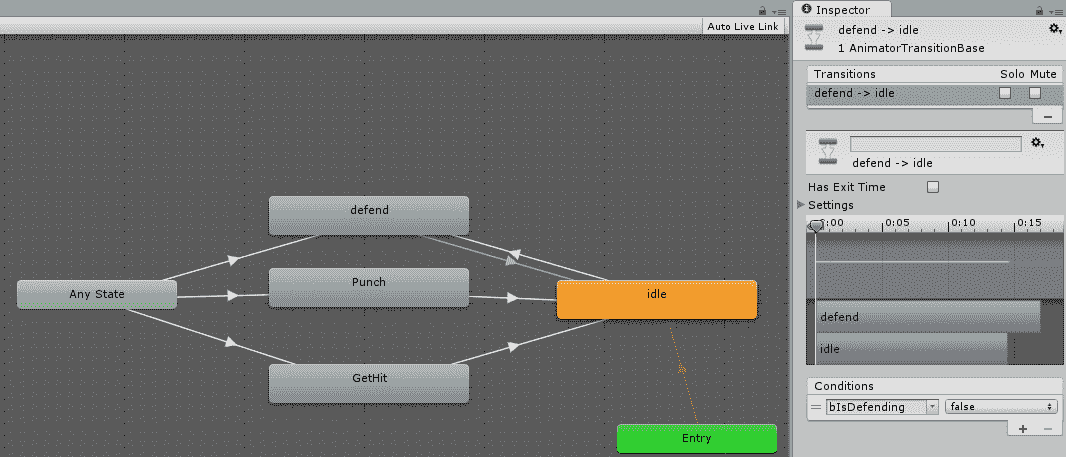 Auto Live Link
defend
Any State
Punch
idle
GetHit
Entry
Inspector
defend -> idle
1 AnimatorTransitionBase
Transitions Solo Mute
defend -> idle
defend -> idle
Has Exit Time
Settings
0:00 0:05 0:10 0:15
defend
idle
Conditions
bIsDefending false